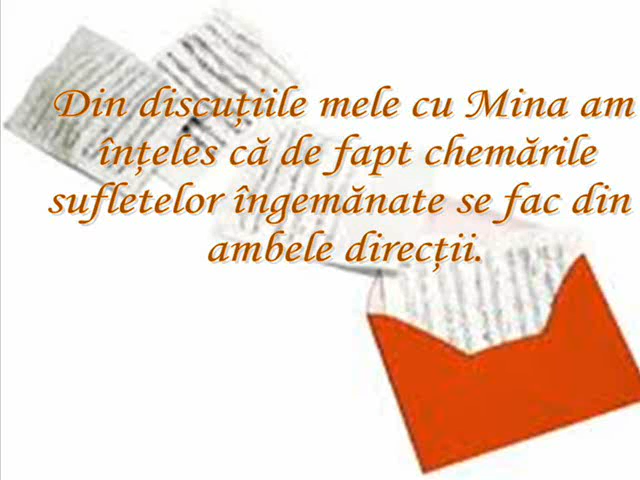 Din discuțiile mele cu Mina am
înțeles că de fapt chemările
sufletelor îngemănate se fac din
ambele direcții.